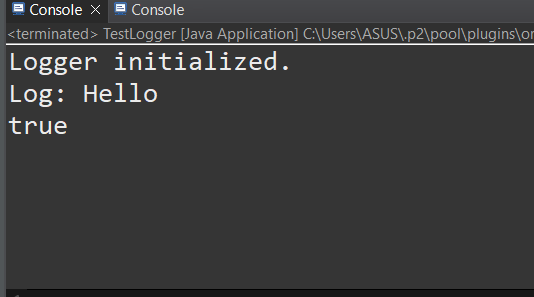 Console Console
<terminated> TestLogger [Java Application] C:\Users\ASUS\.p2\pool\plugins\or
Logger initialized.
Log: Hello
true